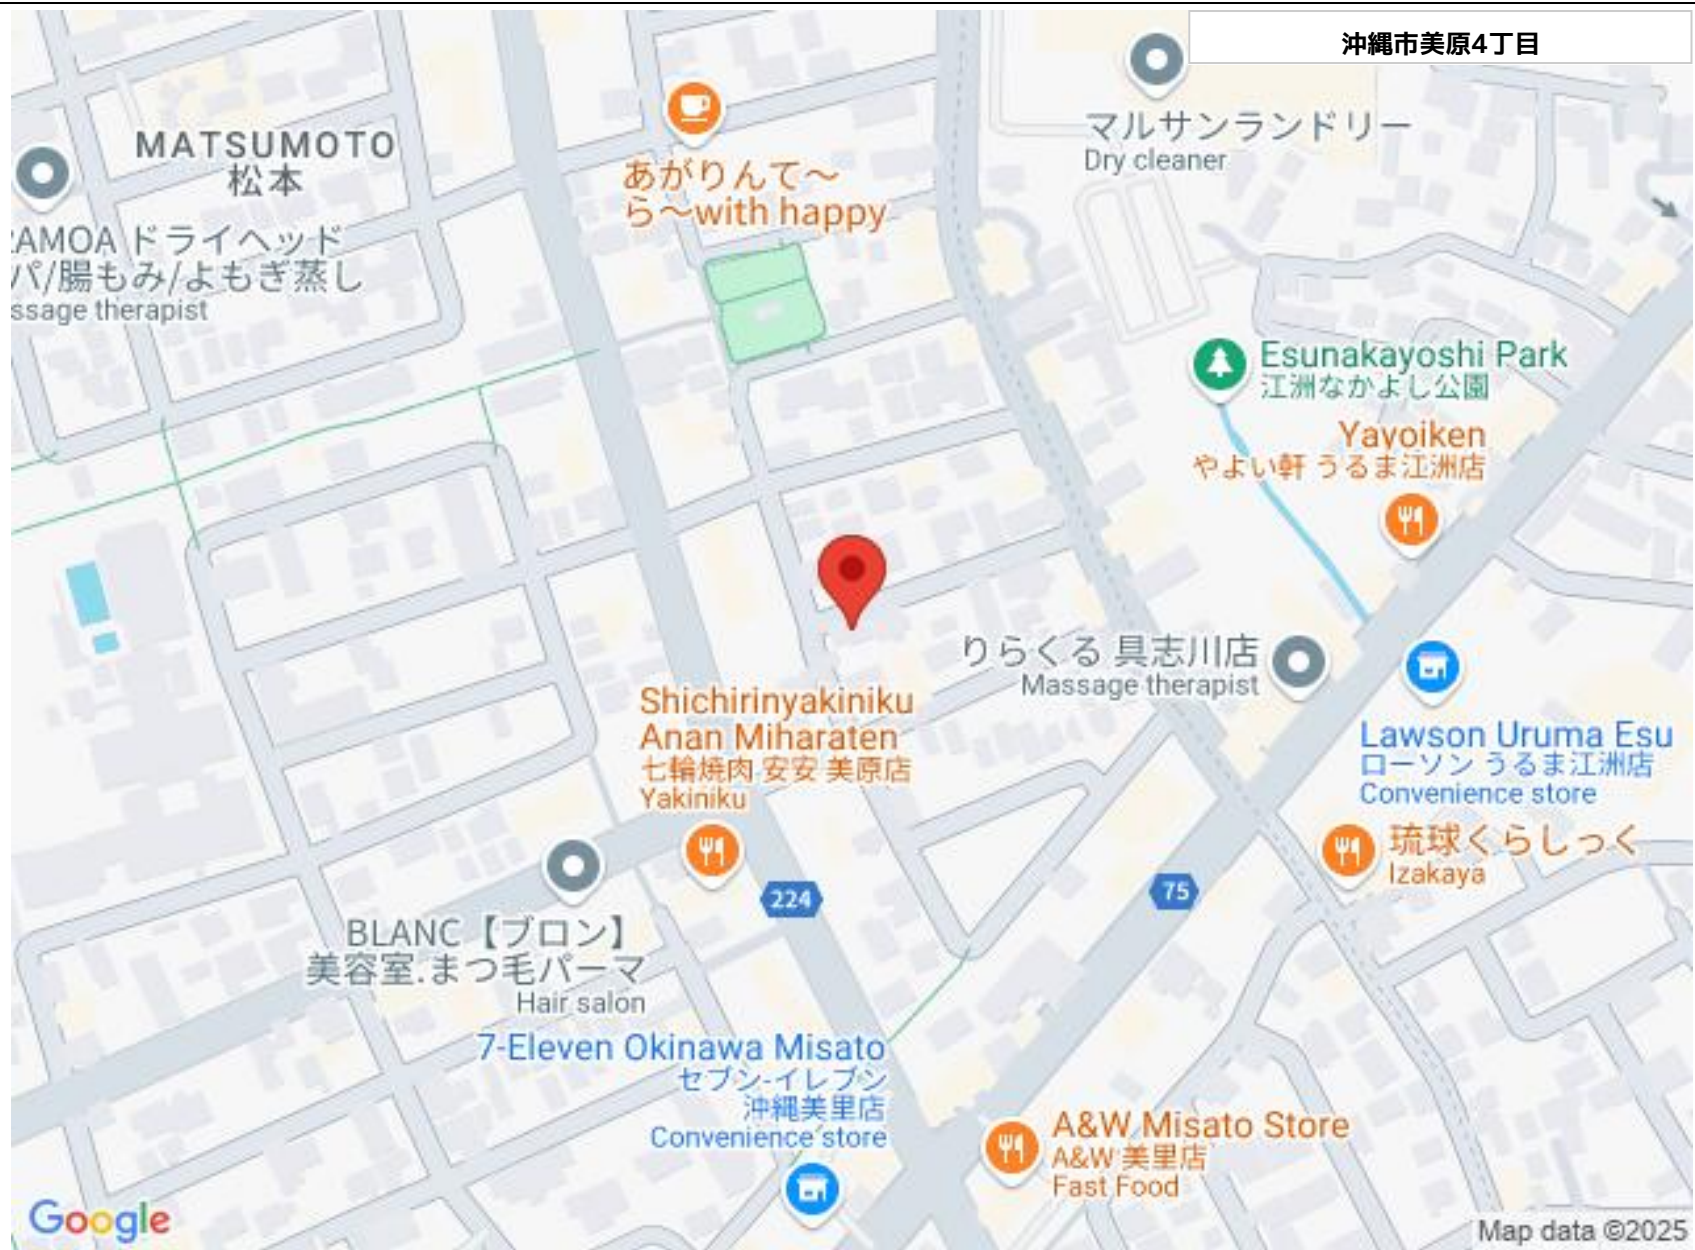 沖縄市美原4丁目
マルサンランドリー
Dry cleaner
MATSUMOTO
松本
あがりんて〜
ら〜with happy
AMOA ドライヘッド
パ/腸もみ/よもぎ蒸し
ssage therapist
Esunakayoshi Park
江洲なかよし公園
Yayoiken
やよい軒 うるま江洲店
りらくる 具志川店
Massage therapist
Shichirinyakiniku
Anan Miharaten
七輪焼肉 安安 美原店
Yakiniku
Lawson Uruma Esu
ローソン うるま江洲店
Convenience store
琉球くらしっく
Izakaya
224
75
BLANC【ブロン】
美容室.まつ毛パーマ
Hair salon
7-Eleven Okinawa Misato
セブン-イレブン
沖縄美里店
Convenience store
A&W Misato Store
A&W 美里店
Fast Food
Google
Map data ©2025